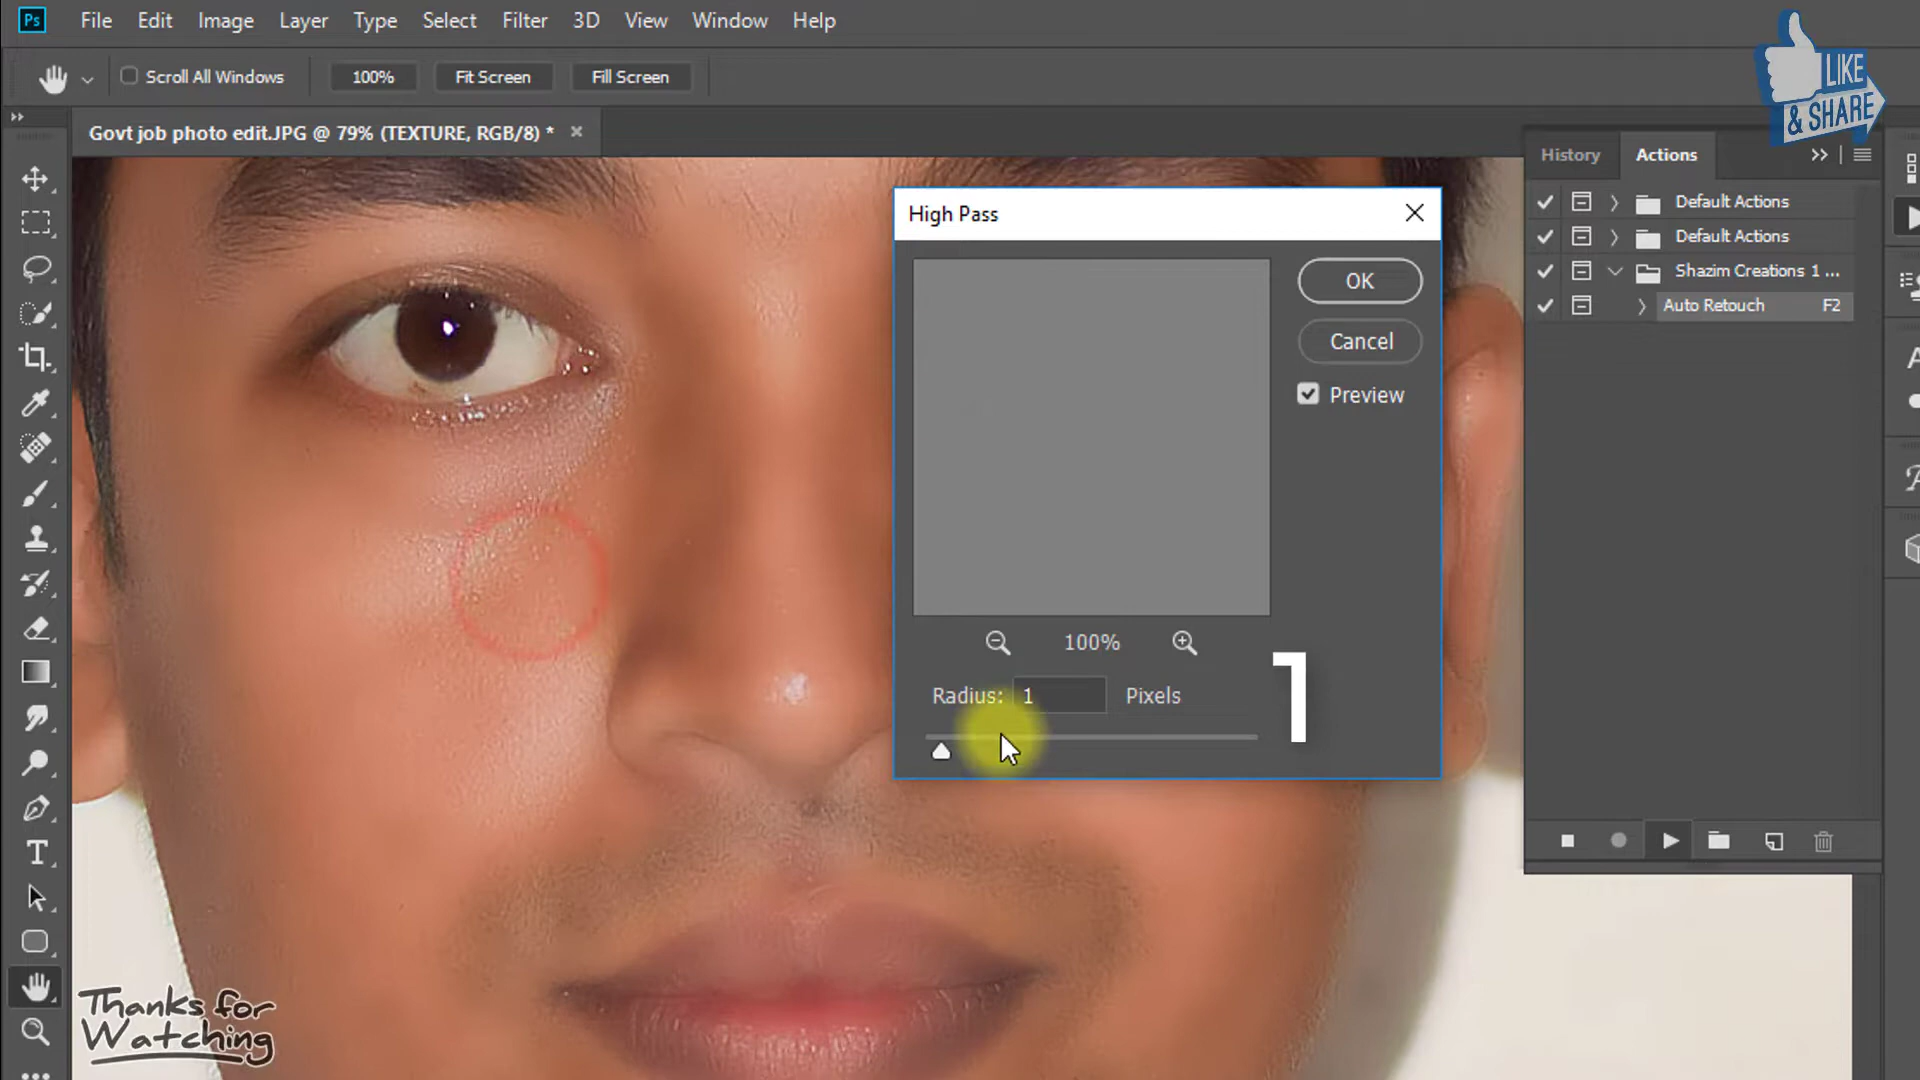 Ps File Edit Image Layer Type Select Filter 3D View Window Help
Scroll All Windows 100% Fit Screen Fill Screen
LIKE
& SHARE
Govt job photo edit.JPG @ 79% (TEXTURE, RGB/8) *
History Actions
Default Actions
Default Actions
Shazim Creations 1 ...
Auto Retouch F2
High Pass
OK
Cancel
Preview
100%
Radius: 1 Pixels
1
T
Thanks for
Watching